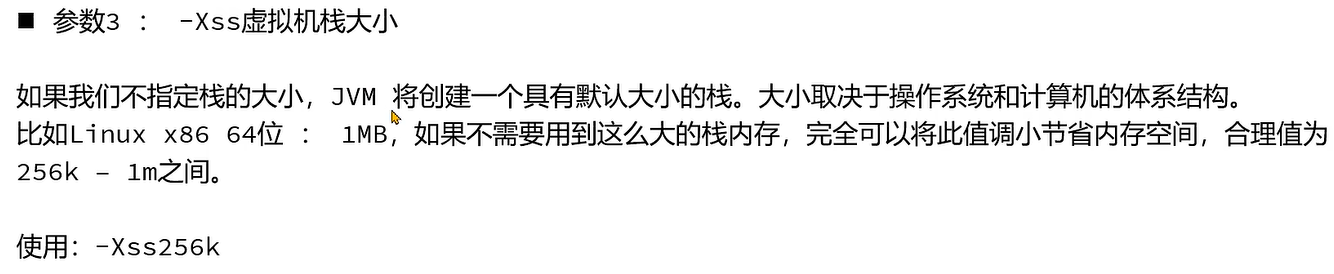 ■ 参数3 ： -Xss虚拟机栈大小
如果我们不指定栈的大小，JVM 将创建一个具有默认大小的栈。大小取决于操作系统和计算机的体系结构。
比如Linux x86 64位 ： 1MB，如果不需要用到这么大的栈内存，完全可以将此值调小节省内存空间，合理值为
256k – 1m之间。
使用：-Xss256k